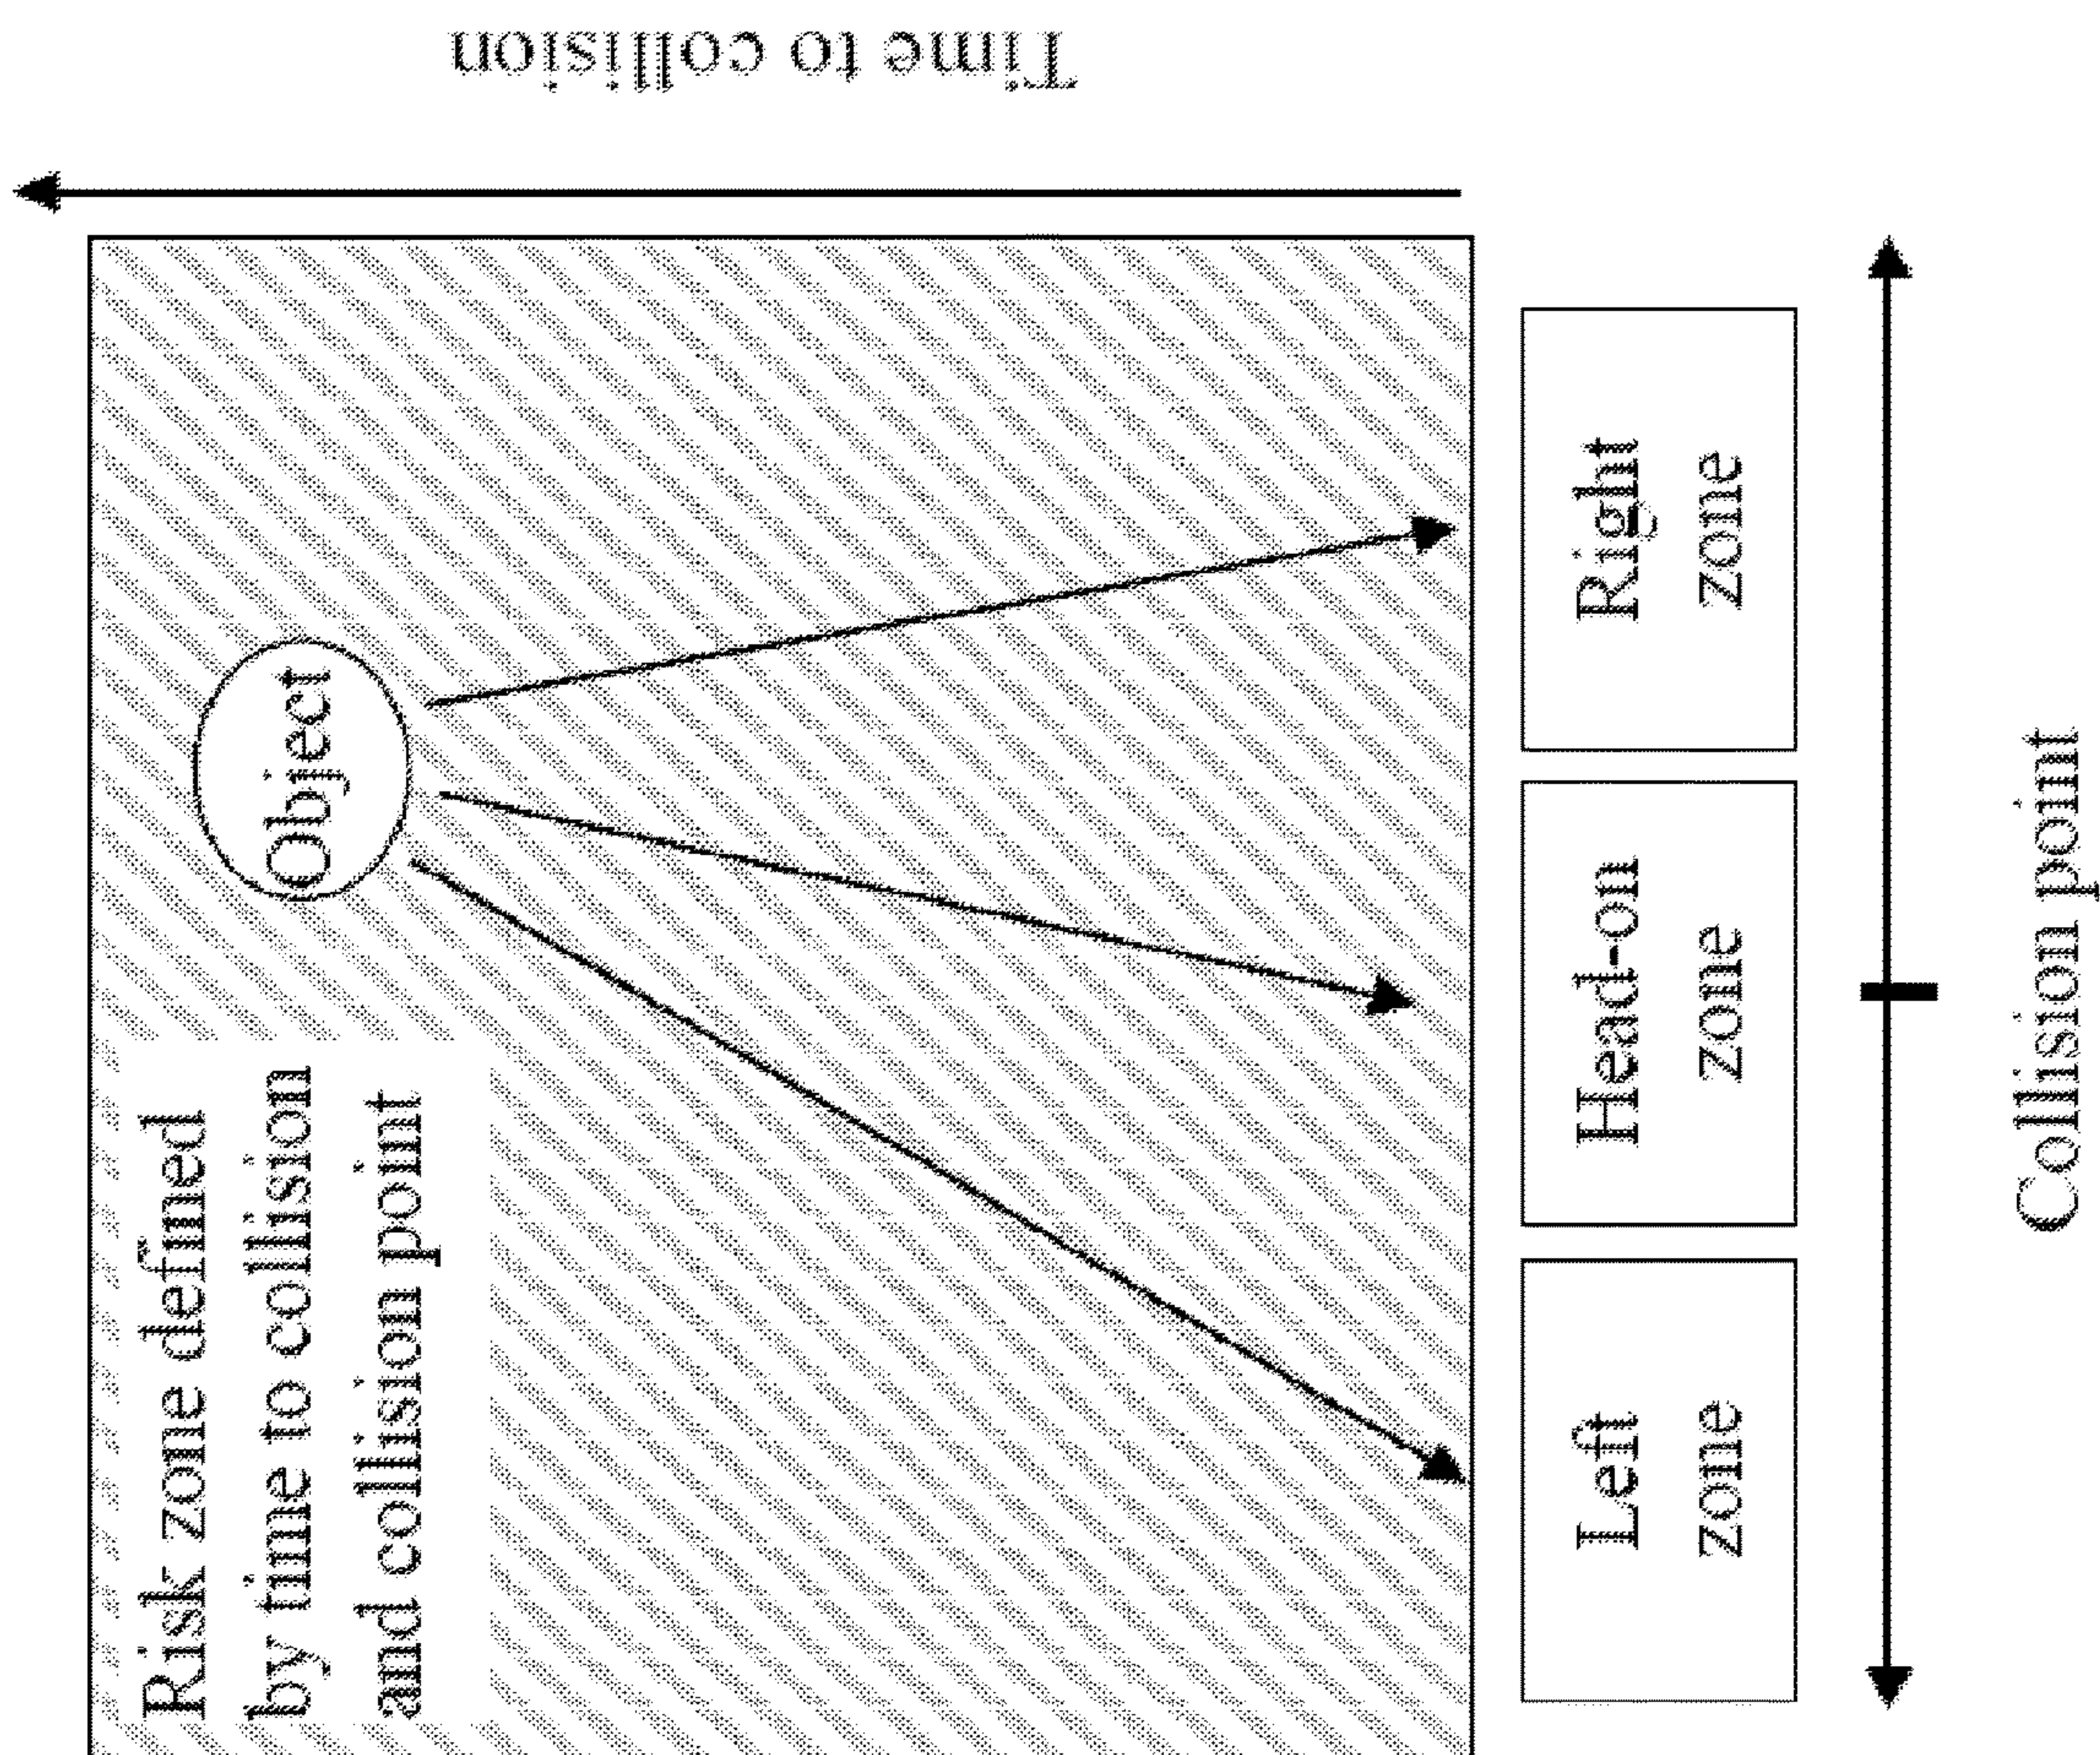 Risk zone defined
by time to collision
and collision point
Object
Time to collision
Left
zone
Head-on
zone
Right
zone
Collision point